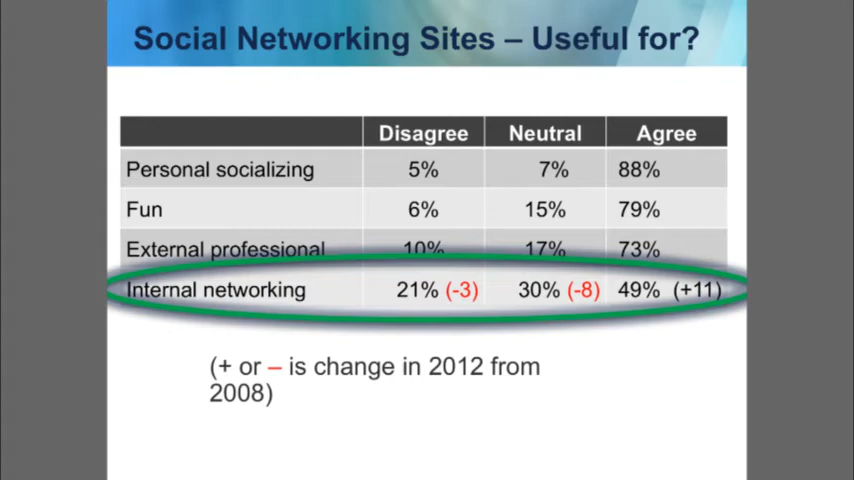 Social Networking Sites – Useful for?
Disagree Neutral Agree
Personal socializing 5% 7% 88%
Fun 6% 15% 79%
External professional 10% 17% 73%
Internal networking 21% (-3) 30% (-8) 49% (+11)
(+ or – is change in 2012 from
2008)